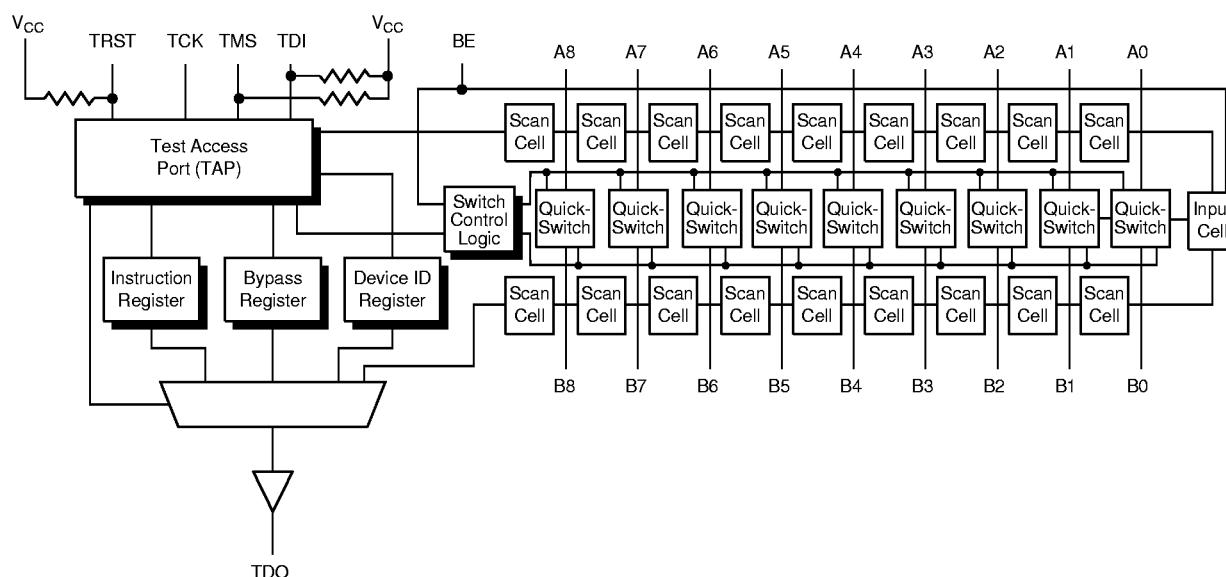 VCC
TRST
TCK
TMS
TDI
VCC
BE
A8
A7
A6
A5
A4
A3
A2
A1
A0
Test Access
Port (TAP)
Scan
Cell
Scan
Cell
Scan
Cell
Scan
Cell
Scan
Cell
Scan
Cell
Scan
Cell
Scan
Cell
Scan
Cell
Switch
Control
Logic
Quick-
Switch
Quick-
Switch
Quick-
Switch
Quick-
Switch
Quick-
Switch
Quick-
Switch
Quick-
Switch
Quick-
Switch
Quick-
Switch
Input
Cell
Instruction
Register
Bypass
Register
Device ID
Register
Scan
Cell
Scan
Cell
Scan
Cell
Scan
Cell
Scan
Cell
Scan
Cell
Scan
Cell
Scan
Cell
Scan
Cell
B8
B7
B6
B5
B4
B3
B2
B1
B0
TDO